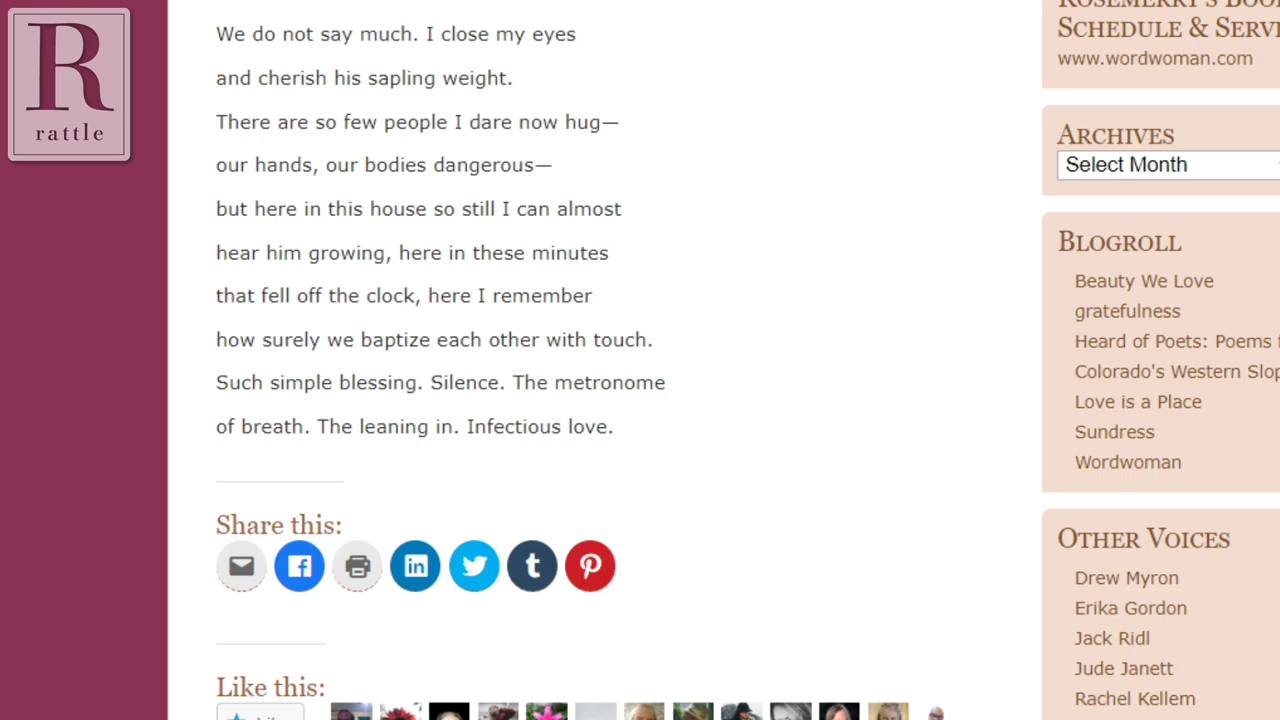 R
rattle
We do not say much. I close my eyes
and cherish his sapling weight.
There are so few people I dare now hug—
our hands, our bodies dangerous—
but here in this house so still I can almost
hear him growing, here in these minutes
that fell off the clock, here I remember
how surely we baptize each other with touch.
Such simple blessing. Silence. The metronome
of breath. The leaning in. Infectious love.
Share this:
Like this:
Schedule &
www.wordwoman.com
Archives
Select Month
Blogroll
Beauty We Love
gratefulness
Heard of Poets: Poems
Colorado's Western
Love is a Place
Sundress
Wordwoman
Other Voices
Drew Myron
Erika Gordon
Jack Ridl
Jude Janett
Rachel Kellem